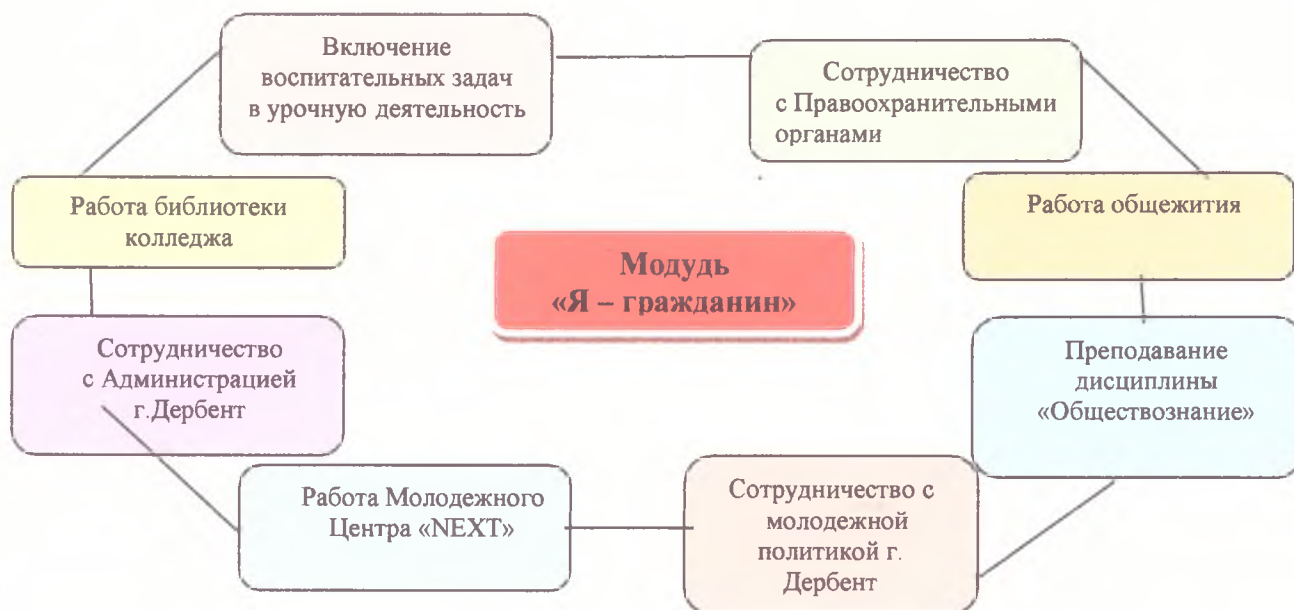 Включение
воспитательных задач
в урочную деятельность
Сотрудничество
с Правоохранительными
органами
Работа библиотеки
колледжа
Работа общежития
Модудь
«Я – гражданин»
Сотрудничество
с Администрацией
г.Дербент
Преподавание
дисциплины
«Обществознание»
Работа Молодежного
Центра «NEXT»
Сотрудничество с
молодежной
политикой г.
Дербент